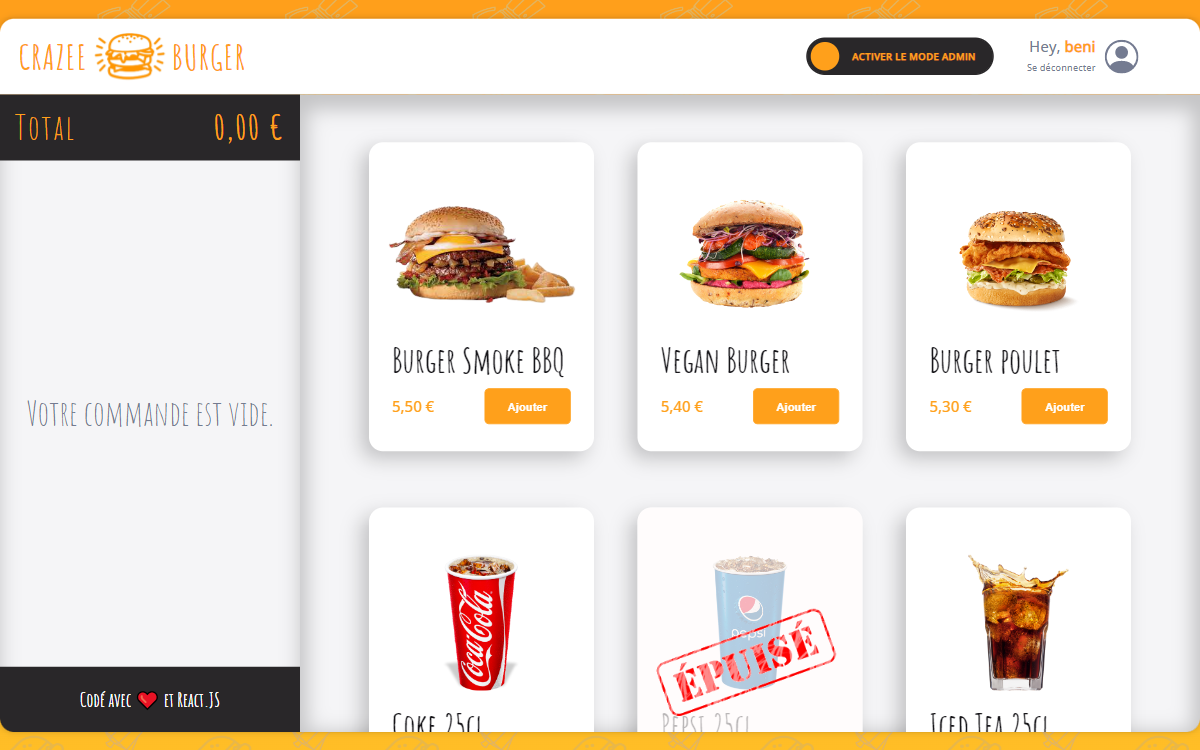 CRAZEE BURGER
ACTIVER LE MODE ADMIN
Hey, beni
Se déconnecter
Total 0,00 €
Votre commande est vide.
Codé avec ❤️ et React.JS
Burger Smoke BBQ
5,50 € Ajouter
Vegan Burger
5,40 € Ajouter
Burger poulet
5,30 € Ajouter
Coca-Cola
Coke 25cl
pepsi
ÉPUISÉ
Pepsi 25cl
Iced Tea 25cl